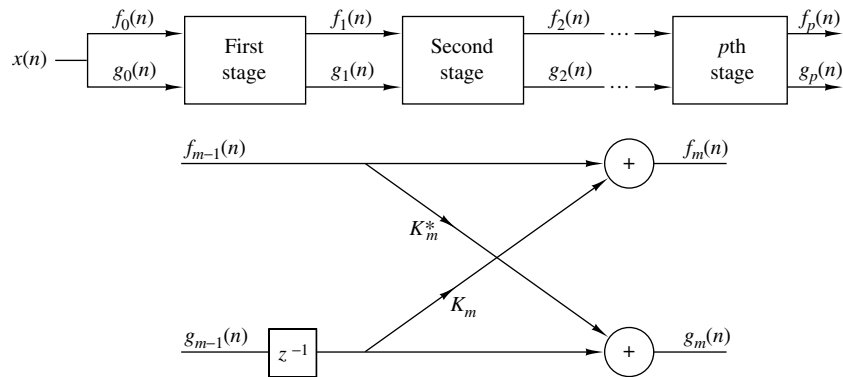 f₀(n) f₁(n) f₂(n) fₚ(n)
x(n) First stage Second stage ... pth stage
g₀(n) g₁(n) g₂(n) ... gₚ(n)
fₘ₋₁(n) + fₘ(n)
K*ₘ
Kₘ
gₘ₋₁(n) z⁻¹ + gₘ(n)